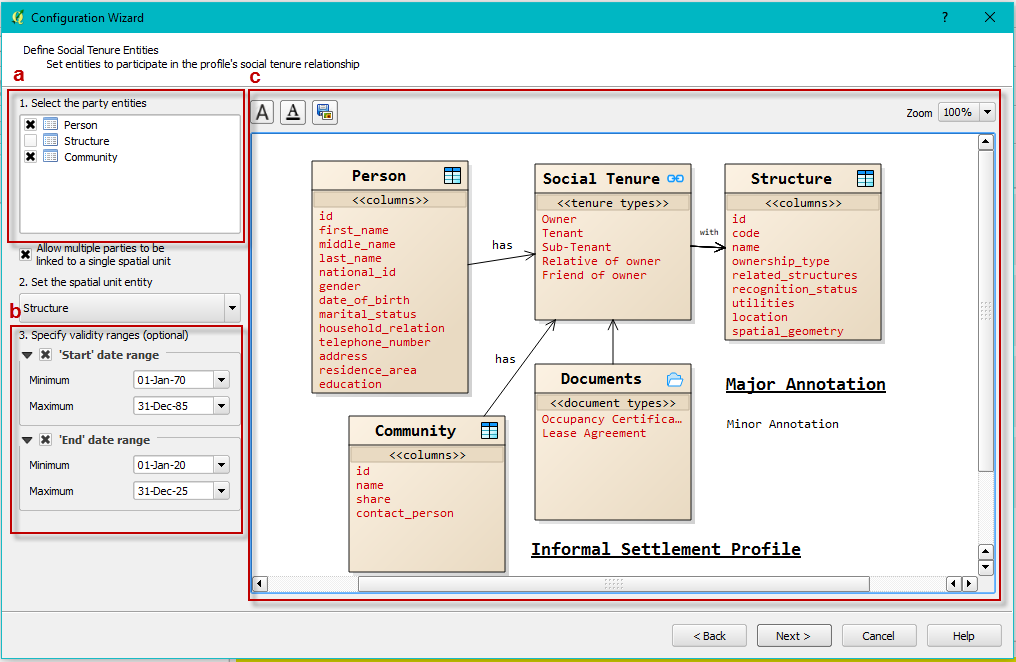 Configuration Wizard
?
Define Social Tenure Entities
Set entities to participate in the profile's social tenure relationship
a
1. Select the party entities
Person
Structure
Community
Allow multiple parties to be
linked to a single spatial unit
2. Set the spatial unit entity
b
Structure
3. Specify validity ranges (optional)
'Start' date range
Minimum 01-Jan-70
Maximum 31-Dec-85
'End' date range
Minimum 01-Jan-20
Maximum 31-Dec-25
c
A A
Zoom 100%
Person
<<columns>>
id
first_name
middle_name
last_name
national_id
gender
date_of_birth
marital_status
household_relation
telephone_number
address
residence_area
education
has
Social Tenure
<<tenure types>>
Owner
Tenant
Sub-Tenant
Relative of owner
Friend of owner
with
Structure
<<columns>>
id
code
name
ownership_type
related_structures
recognition_status
utilities
location
spatial_geometry
has
Community
<<columns>>
id
name
share
contact_person
Documents
<<document types>>
Occupancy Certifica…
Lease Agreement
Major Annotation
Minor Annotation
Informal Settlement Profile
< Back Next > Cancel Help